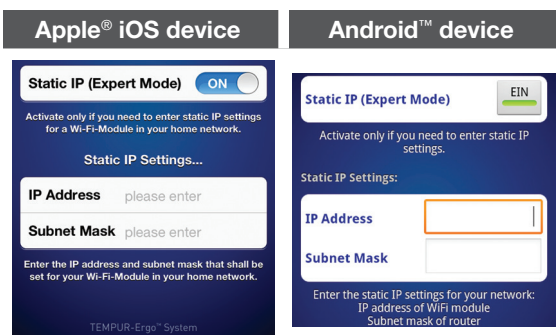 Apple® iOS device
Static IP (Expert Mode)
ON
Activate only if you need to enter static IP settings
for a Wi-Fi-Module in your home network.
Static IP Settings...
IP Address please enter
Subnet Mask please enter
Enter the IP address and subnet mask that shall be
set for your Wi-Fi-Module in your home network.
TEMPUR-Ergo™ System
Android™ device
Static IP (Expert Mode)
EIN
Activate only if you need to enter static IP
settings.
Static IP Settings:
IP Address
Subnet Mask
Enter the static IP settings for your network:
IP address of WiFi module
Subnet mask of router